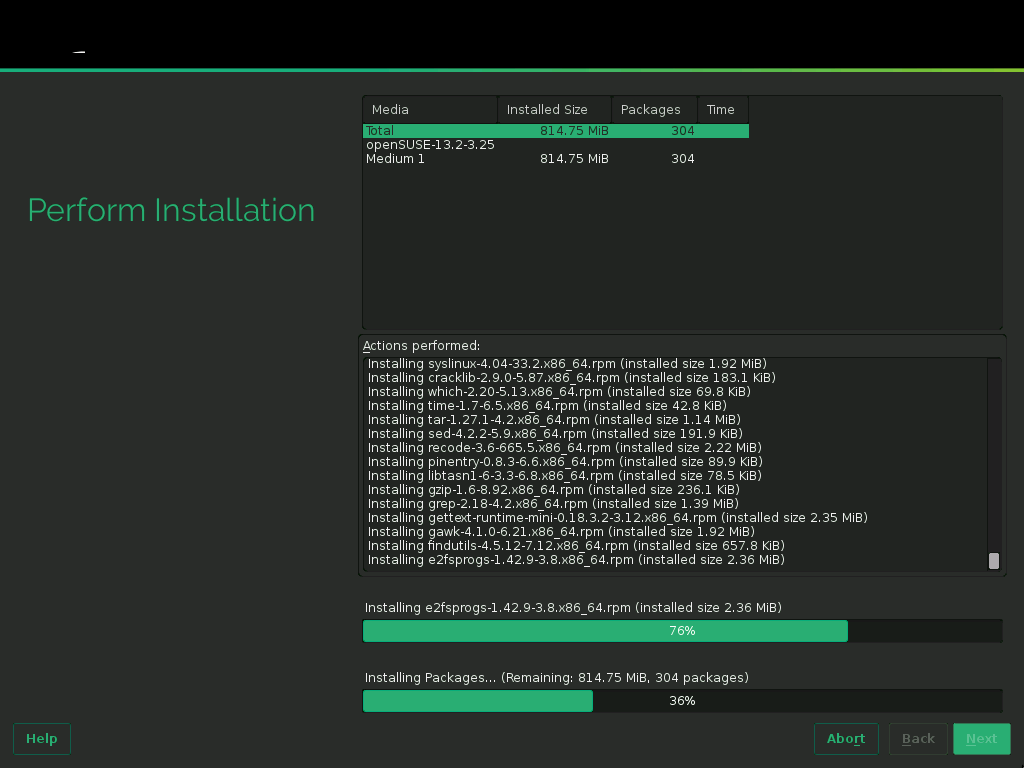 Media Installed Size Packages Time
Total 814.75 MiB 304
openSUSE-13.2-3.25
Medium 1 814.75 MiB 304
Perform Installation
Actions performed:
Installing syslinux-4.04-33.2.x86_64.rpm (installed size 1.92 MiB)
Installing cracklib-2.9.0-5.87.x86_64.rpm (installed size 183.1 KiB)
Installing which-2.20-5.13.x86_64.rpm (installed size 69.8 KiB)
Installing time-1.7-6.5.x86_64.rpm (installed size 42.8 KiB)
Installing tar-1.27.1-4.2.x86_64.rpm (installed size 1.14 MiB)
Installing sed-4.2.2-5.9.x86_64.rpm (installed size 191.9 KiB)
Installing recode-3.6-665.5.x86_64.rpm (installed size 2.22 MiB)
Installing pinentry-0.8.3-6.6.x86_64.rpm (installed size 89.9 KiB)
Installing libtasn1-6-3.3-6.8.x86_64.rpm (installed size 78.5 KiB)
Installing gzip-1.6-8.92.x86_64.rpm (installed size 236.1 KiB)
Installing grep-2.18-4.2.x86_64.rpm (installed size 1.39 MiB)
Installing gettext-runtime-mini-0.18.3.2-3.12.x86_64.rpm (installed size 2.35 MiB)
Installing gawk-4.1.0-6.21.x86_64.rpm (installed size 1.92 MiB)
Installing findutils-4.5.12-7.12.x86_64.rpm (installed size 657.8 KiB)
Installing e2fsprogs-1.42.9-3.8.x86_64.rpm (installed size 2.36 MiB)
Installing e2fsprogs-1.42.9-3.8.x86_64.rpm (installed size 2.36 MiB)
76%
Installing Packages... (Remaining: 814.75 MiB, 304 packages)
36%
Help Abort Back Next